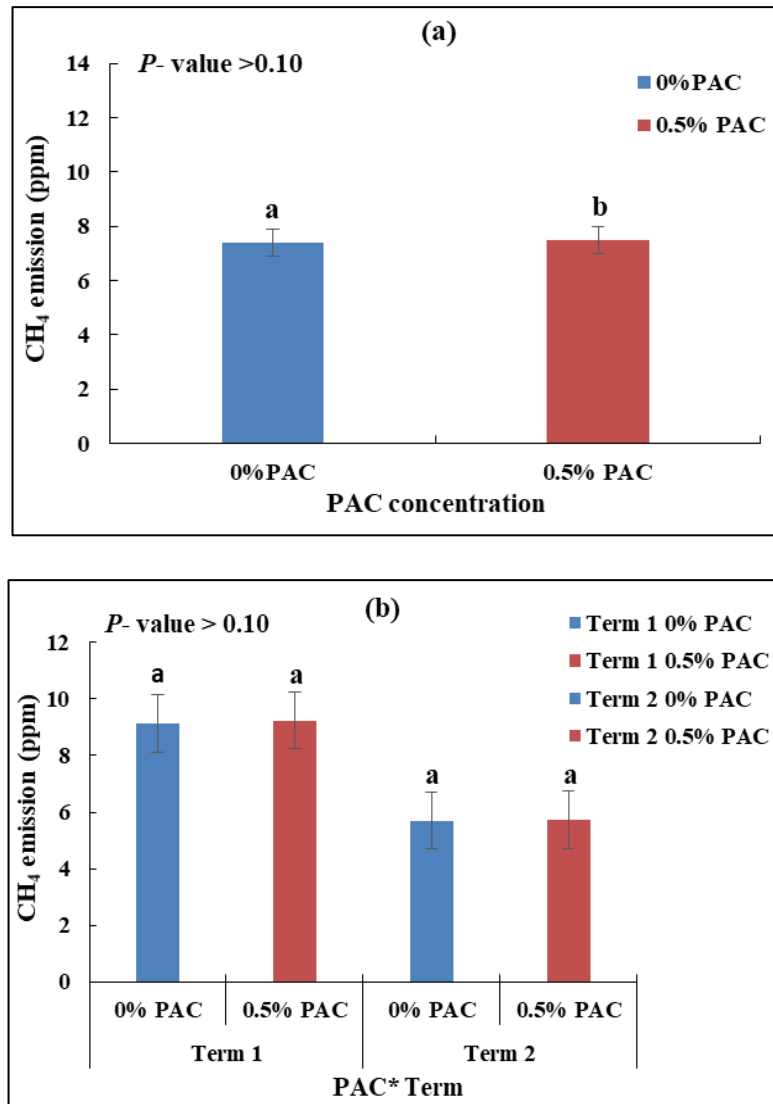 (a)
P- value >0.10
0%PAC
0.5% PAC
14
12
10
8
6
4
2
0
CH₄ emission (ppm)
a
b
0%PAC
0.5% PAC
PAC concentration
(b)
P- value > 0.10
Term 1 0% PAC
Term 1 0.5% PAC
Term 2 0% PAC
Term 2 0.5% PAC
12
10
8
6
4
2
0
CH₄ emission (ppm)
a
a
a
a
0% PAC
0.5% PAC
0% PAC
0.5% PAC
Term 1
Term 2
PAC* Term